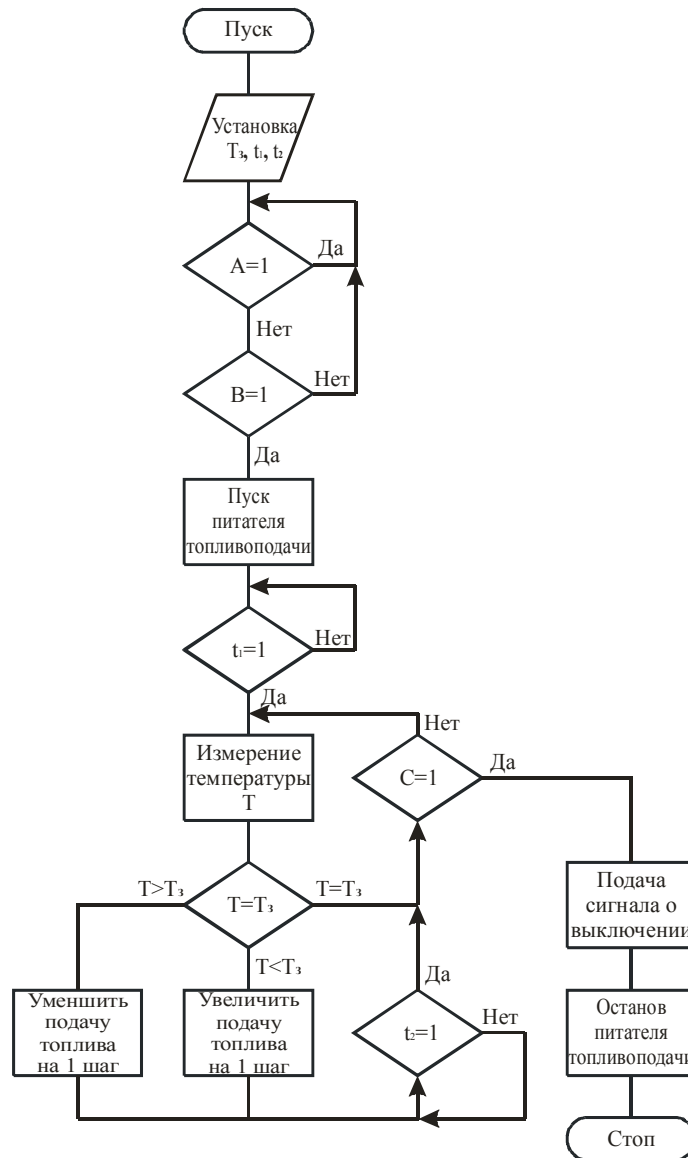 Пуск
Установка
Tз, t₁, t₂
A=1
Да
Нет
B=1
Нет
Да
Пуск
питателя
топливоподачи
t₁=1
Нет
Да
Измерение
температуры
T
Нет
C=1
Да
T>Tз
T=Tз
T=Tз
T<Tз
Уменшить
подачу
топлива
на 1 шаг
Увеличить
подачу
топлива
на 1 шаг
Да
t₂=1
Нет
Подача
сигнала о
выключении
Останов
питателя
топливоподачи
Стоп